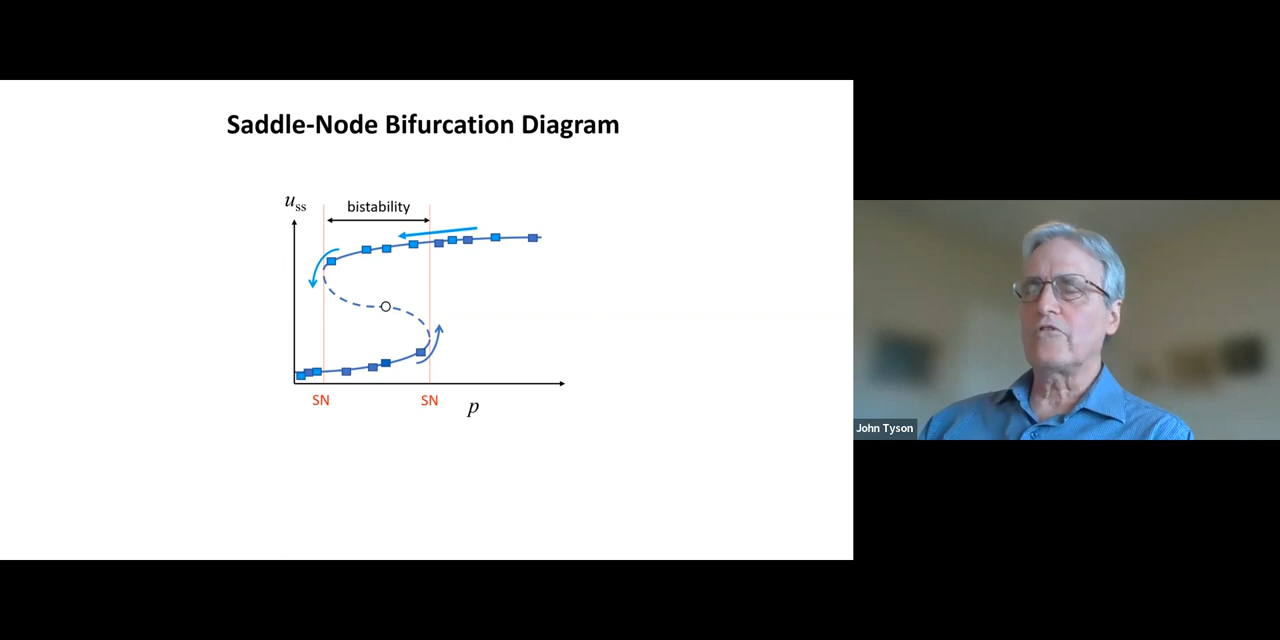 Saddle-Node Bifurcation Diagram
uss
bistability
SN
SN
p
John Tyson